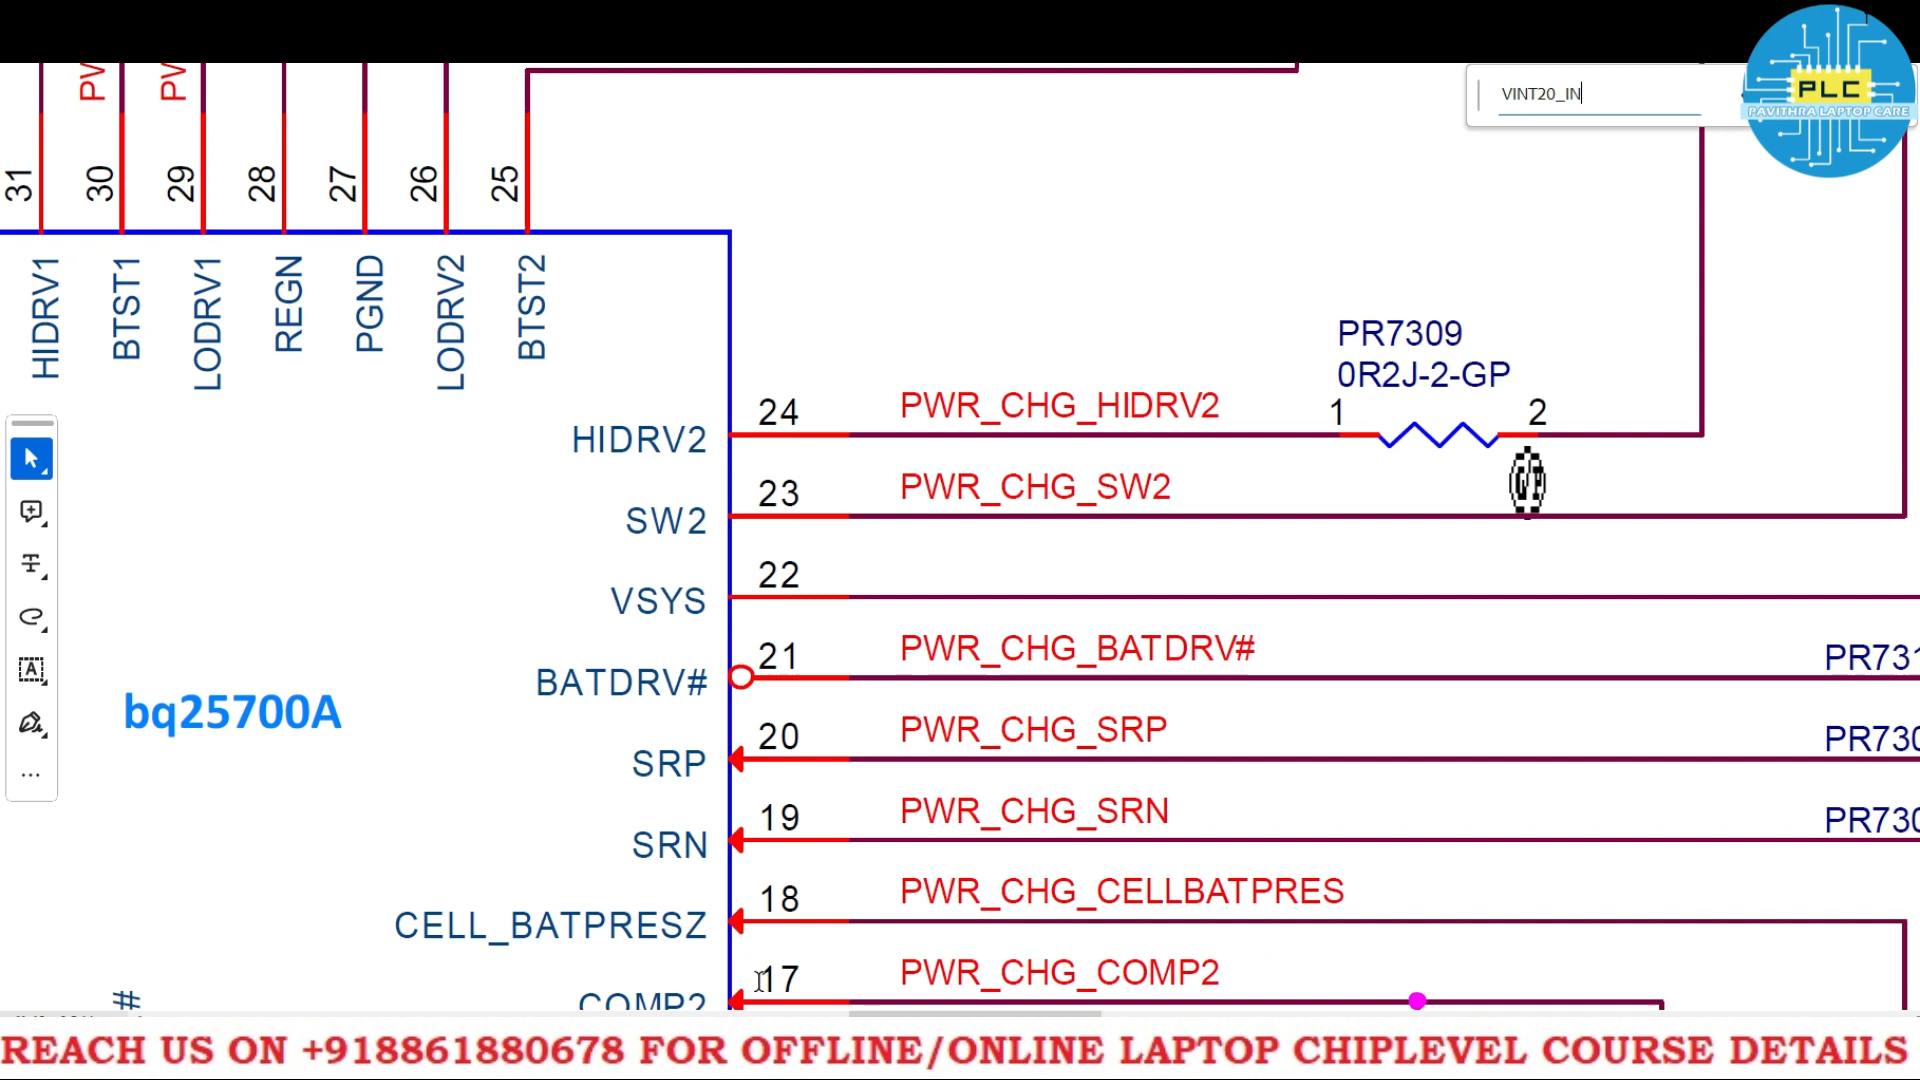 VINT20_IN
PLC
PAVITHRA LAPTOP CARE
31
30
29
28
27
26
25
HIDRV1
BTST1
LODRV1
REGN
PGND
LODRV2
BTST2
PR7309
0R2J-2-GP
1
2
HIDRV2
24
PWR_CHG_HIDRV2
SW2
23
PWR_CHG_SW2
VSYS
22
BATDRV#
21
PWR_CHG_BATDRV#
PR731
bq25700A
SRP
20
PWR_CHG_SRP
PR730
SRN
19
PWR_CHG_SRN
PR730
CELL_BATPRESZ
18
PWR_CHG_CELLBATPRES
#
COMP2
17
PWR_CHG_COMP2
REACH US ON +918861880678 FOR OFFLINE/ONLINE LAPTOP CHIPLEVEL COURSE DETAILS